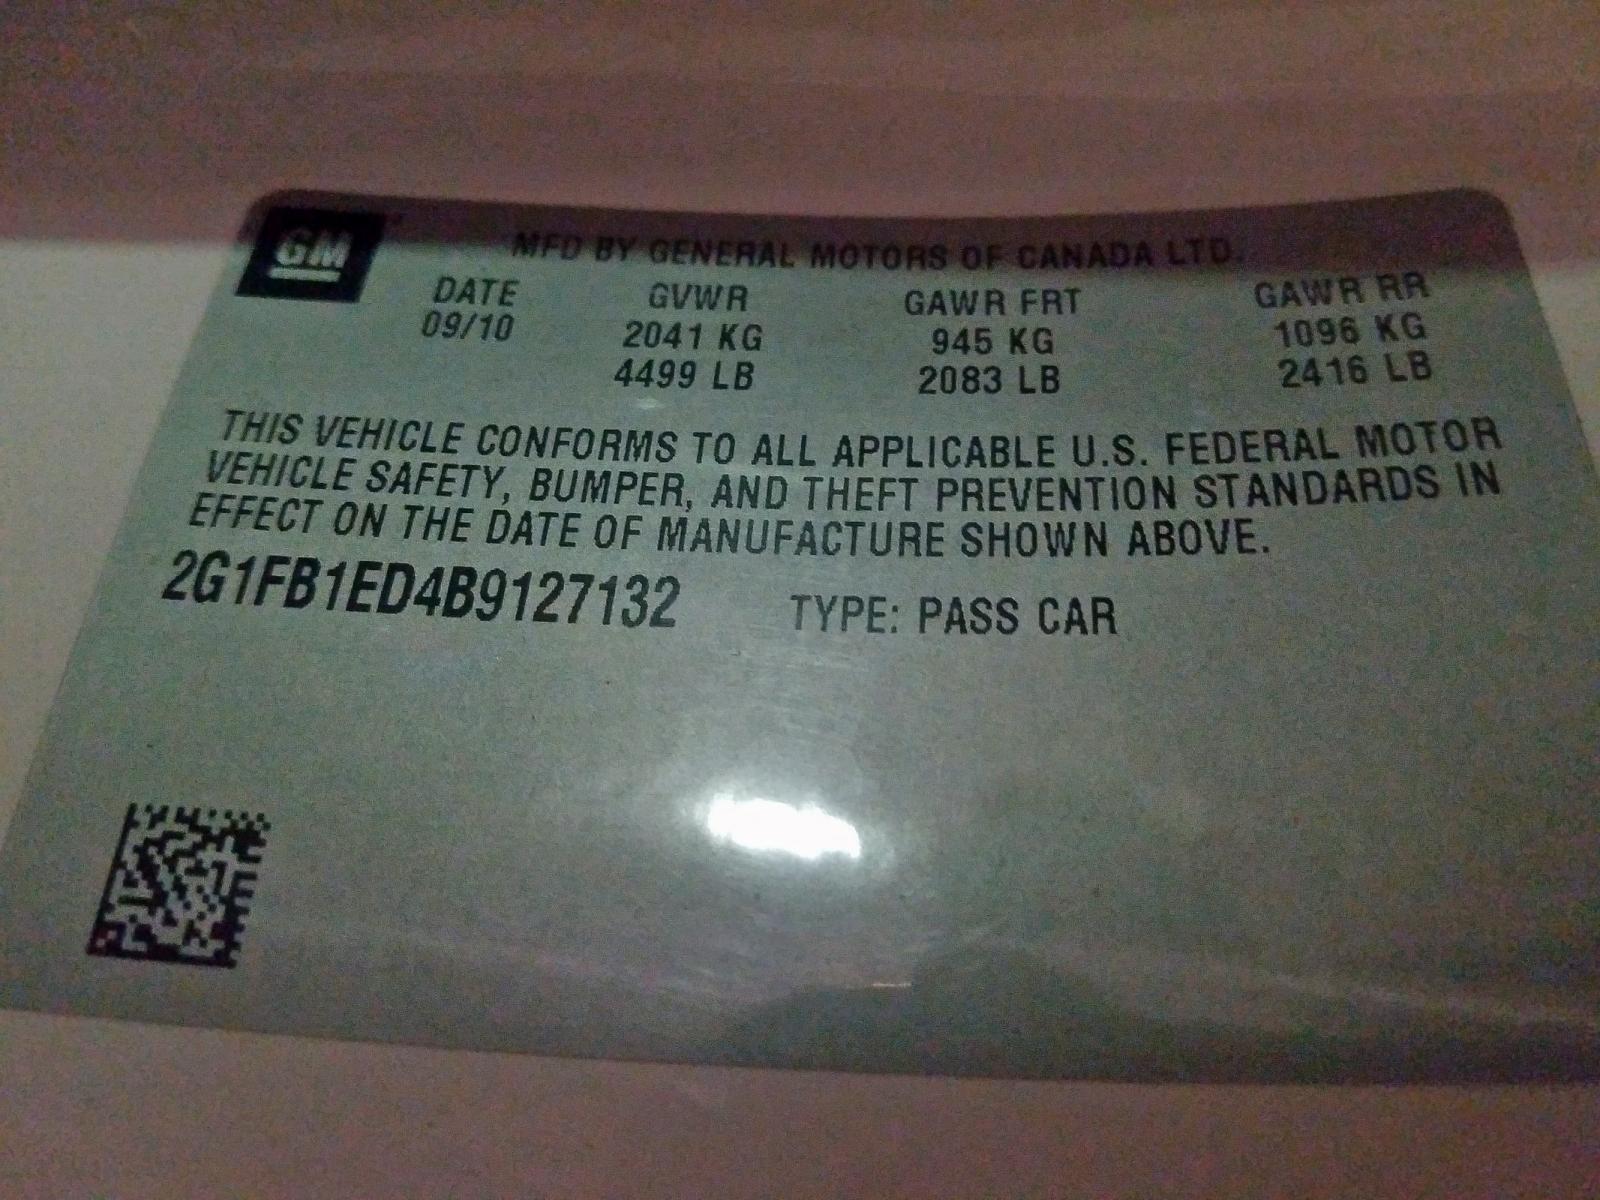 GM
MFD BY GENERAL MOTORS OF CANADA LTD.
DATE GVWR GAWR FRT GAWR RR
09/10 2041 KG 945 KG 1096 KG
4499 LB 2083 LB 2416 LB
THIS VEHICLE CONFORMS TO ALL APPLICABLE U.S. FEDERAL MOTOR
VEHICLE SAFETY, BUMPER, AND THEFT PREVENTION STANDARDS IN
EFFECT ON THE DATE OF MANUFACTURE SHOWN ABOVE.
2G1FB1ED4B9127132 TYPE: PASS CAR